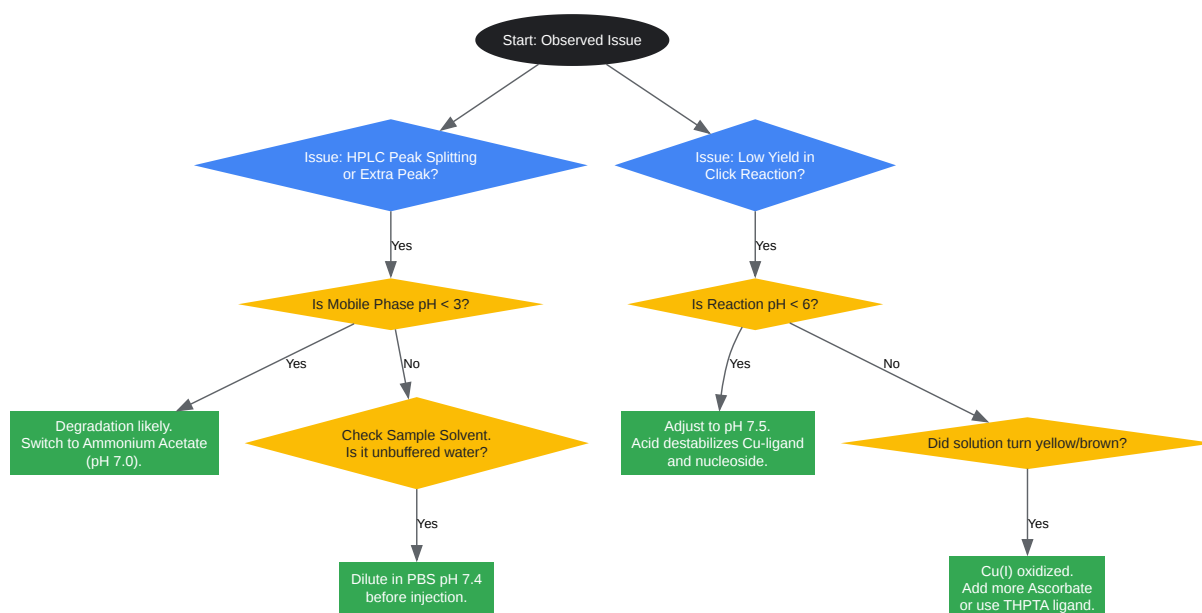 Start: Observed Issue
Issue: HPLC Peak Splitting
or Extra Peak?
Issue: Low Yield in
Click Reaction?
Yes
Yes
Is Mobile Phase pH < 3?
Is Reaction pH < 6?
Yes
No
Yes
No
Degradation likely.
Switch to Ammonium Acetate
(pH 7.0).
Check Sample Solvent.
Is it unbuffered water?
Adjust to pH 7.5.
Acid destabilizes Cu-ligand
and nucleoside.
Did solution turn yellow/brown?
Yes
Yes
Dilute in PBS pH 7.4
before injection.
Cu(I) oxidized.
Add more Ascorbate
or use THPTA ligand.